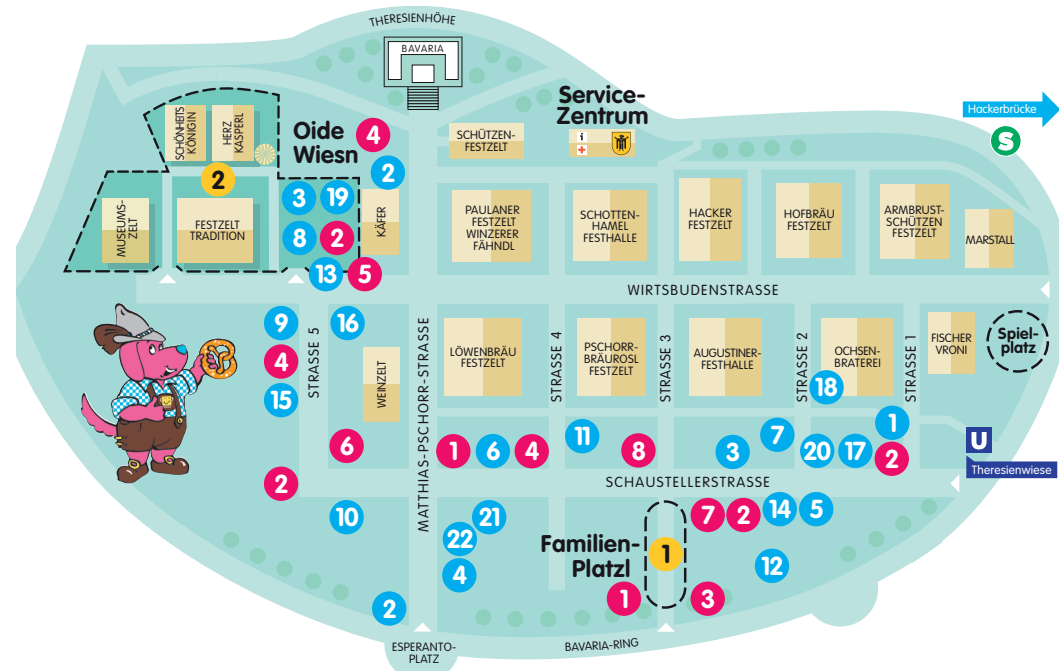 THERESIENHÖHE
BAVARIA
Service-
Zentrum
Hackerbrücke
S
SCHÖNHEITS
KÖNIGIN
HERZ
KASPERL
Oide
Wiesn
4
2
SCHÜTZEN-
FESTZELT
i
2
3
19
8
2
13
5
MUSEUMS-
ZELT
FESTZELT
TRADITION
KÄFER
PAULANER
FESTZELT
WINZERER
FÄHNDL
SCHOTTEN-
HAMEL
FESTHALLE
HACKER
FESTZELT
HOFBRÄU
FESTZELT
ARMBRUST-
SCHÜTZEN
FESTZELT
MARSTALL
WIRTSBUDENSTRASSE
9
16
4
15
STRASSE 5
WEINZELT
MATTHIAS-PSCHORR-STRASSE
LÖWENBRÄU
FESTZELT
STRASSE 4
PSCHORR-
BRÄUROSL
FESTZELT
STRASSE 3
AUGUSTINER-
FESTHALLE
STRASSE 2
OCHSEN-
BRATEREI
18
STRASSE 1
FISCHER
VRONI
Spiel-
platz
6
1
6
4
11
8
3
7
20
17
1
2
U
Theresienwiese
2
SCHAUSTELLERSTRASSE
10
21
22
4
2
Familien-
Platzl
1
1
3
7
2
14
5
12
ESPERANTO-
PLATZ
BAVARIA-RING